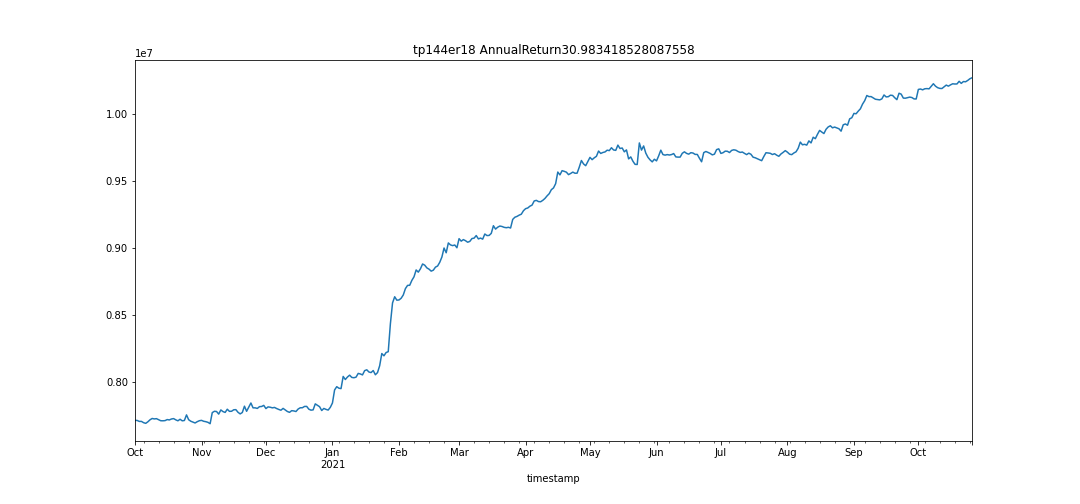 tp144er18 AnnualReturn30.983418528087558
1e7
1.00
0.95
0.90
0.85
0.80
Oct Nov Dec Jan Feb Mar Apr May Jun Jul Aug Sep Oct
2021
timestamp